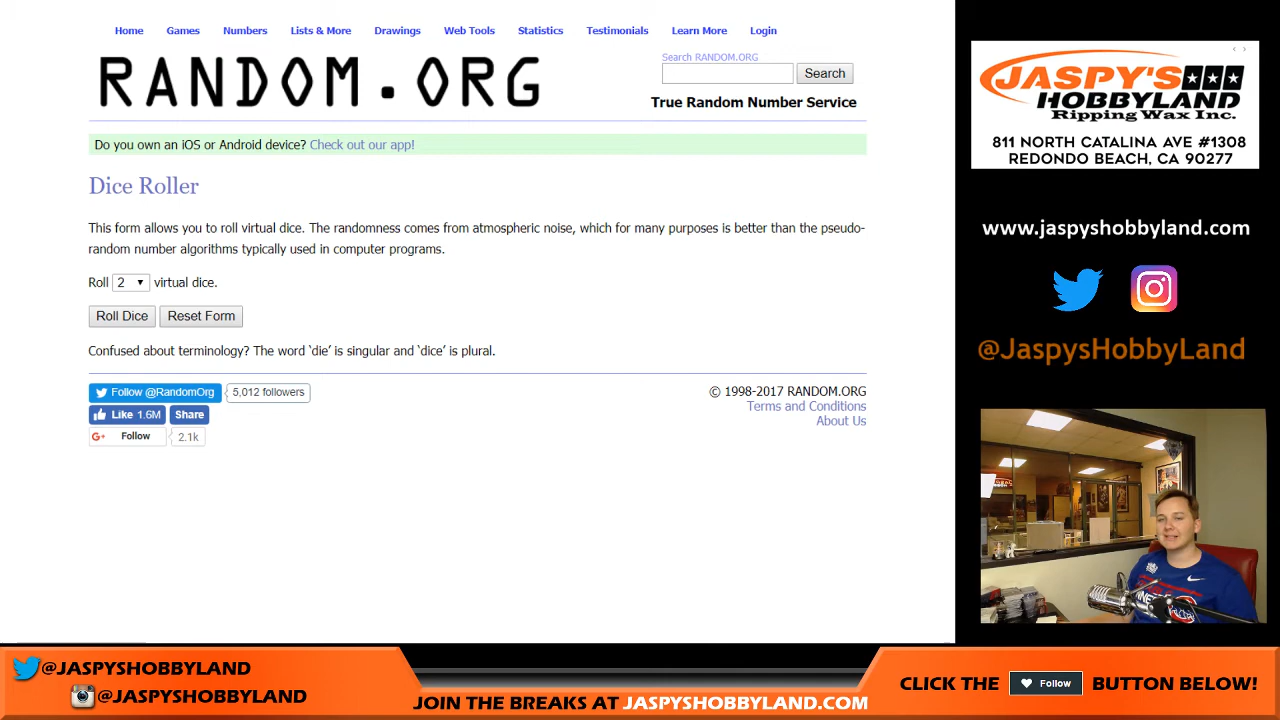 Home Games Numbers Lists & More Drawings Web Tools Statistics Testimonials Learn More Login
RANDOM.ORG
Search RANDOM.ORG
Search
True Random Number Service
Do you own an iOS or Android device? Check out our app!
Dice Roller
This form allows you to roll virtual dice. The randomness comes from atmospheric noise, which for many purposes is better than the pseudo-
random number algorithms typically used in computer programs.
Roll 2 virtual dice.
Roll Dice Reset Form
Confused about terminology? The word ‘die’ is singular and ‘dice’ is plural.
Follow @RandomOrg 5,012 followers
Like 1.6M Share
G+ Follow 2.1k
© 1998-2017 RANDOM.ORG
Terms and Conditions
About Us
JASPY'S
HOBBYLAND
Ripping Wax Inc.
811 NORTH CATALINA AVE #1308
REDONDO BEACH, CA 90277
www.jaspyshobbyland.com
@JaspysHobbyLand
@JASPYSHOBBYLAND
@JASPYSHOBBYLAND
JOIN THE BREAKS AT JASPYSHOBBYLAND.COM
CLICK THE Follow BUTTON BELOW!